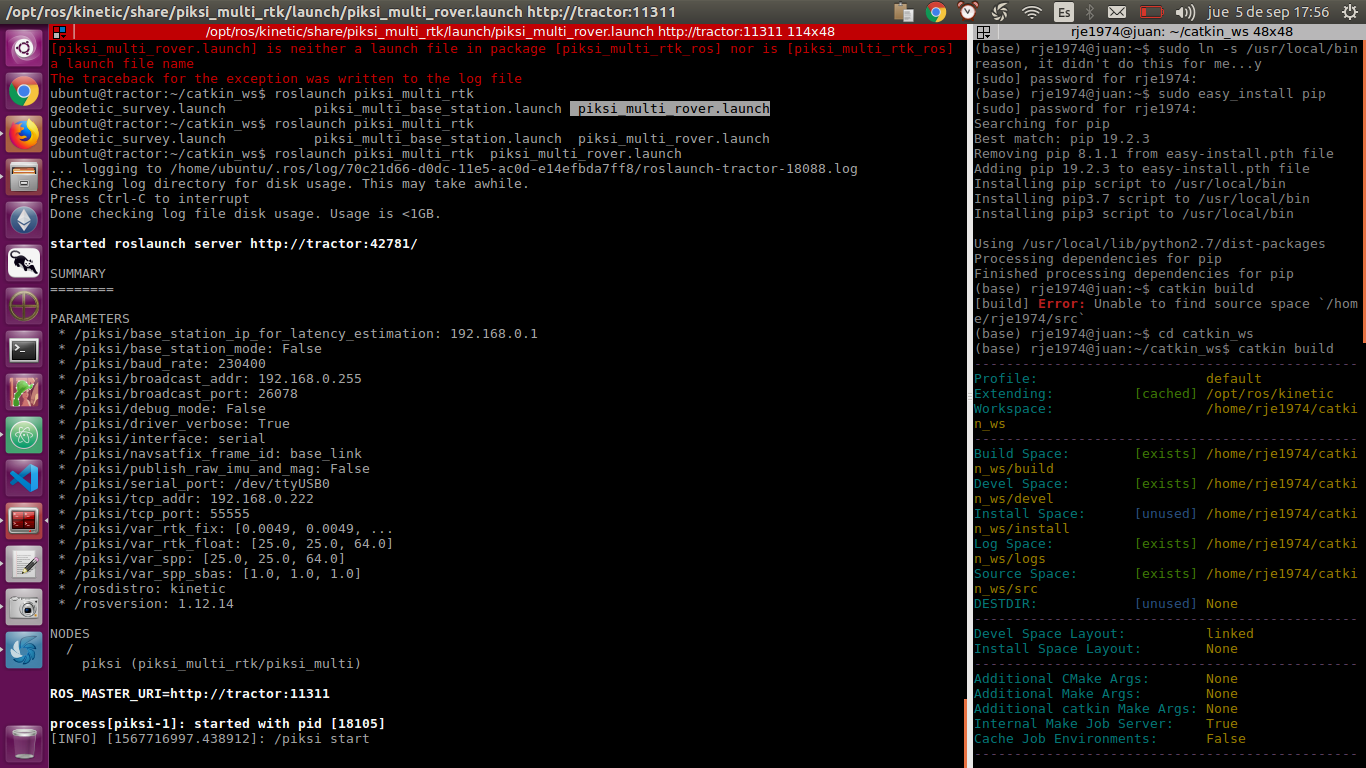 /opt/ros/kinetic/share/piksi_multi_rtk/launch/piksi_multi_rover.launch http://tractor:11311
Es
jue 5 de sep 17:56
/opt/ros/kinetic/share/piksi_multi_rtk/launch/piksi_multi_rover.launch http://tractor:11311 114x48
[piksi_multi_rover.launch] is neither a launch file in package [piksi_multi_rtk_ros] nor is [piksi_multi_rtk_ros]
a launch file name
The traceback for the exception was written to the log file
ubuntu@tractor:~/catkin_ws$ roslaunch piksi_multi_rtk
geodetic_survey.launch piksi_multi_base_station.launch piksi_multi_rover.launch
ubuntu@tractor:~/catkin_ws$ roslaunch piksi_multi_rtk
geodetic_survey.launch piksi_multi_base_station.launch piksi_multi_rover.launch
ubuntu@tractor:~/catkin_ws$ roslaunch piksi_multi_rtk piksi_multi_rover.launch
... logging to /home/ubuntu/.ros/log/70c21d66-d0dc-11e5-ac0d-e14efbda7ff8/roslaunch-tractor-18088.log
Checking log directory for disk usage. This may take awhile.
Press Ctrl-C to interrupt
Done checking log file disk usage. Usage is <1GB.
started roslaunch server http://tractor:42781/
SUMMARY
========
PARAMETERS
* /piksi/base_station_ip_for_latency_estimation: 192.168.0.1
* /piksi/base_station_mode: False
* /piksi/baud_rate: 230400
* /piksi/broadcast_addr: 192.168.0.255
* /piksi/broadcast_port: 26078
* /piksi/debug_mode: False
* /piksi/driver_verbose: True
* /piksi/interface: serial
* /piksi/navsatfix_frame_id: base_link
* /piksi/publish_raw_imu_and_mag: False
* /piksi/serial_port: /dev/ttyUSB0
* /piksi/tcp_addr: 192.168.0.222
* /piksi/tcp_port: 55555
* /piksi/var_rtk_fix: [0.0049, 0.0049, ...
* /piksi/var_rtk_float: [25.0, 25.0, 64.0]
* /piksi/var_spp: [25.0, 25.0, 64.0]
* /piksi/var_spp_sbas: [1.0, 1.0, 1.0]
* /rosdistro: kinetic
* /rosversion: 1.12.14
NODES
/
piksi (piksi_multi_rtk/piksi_multi)
ROS_MASTER_URI=http://tractor:11311
process[piksi-1]: started with pid [18105]
[INFO] [1567716997.438912]: /piksi start
rje1974@juan: ~/catkin_ws 48x48
(base) rje1974@juan:~$ sudo ln -s /usr/local/bin
reason, it didn't do this for me...y
[sudo] password for rje1974:
(base) rje1974@juan:~$ sudo easy_install pip
[sudo] password for rje1974:
Searching for pip
Best match: pip 19.2.3
Removing pip 8.1.1 from easy-install.pth file
Adding pip 19.2.3 to easy-install.pth file
Installing pip script to /usr/local/bin
Installing pip3.7 script to /usr/local/bin
Installing pip3 script to /usr/local/bin
Using /usr/local/lib/python2.7/dist-packages
Processing dependencies for pip
Finished processing dependencies for pip
(base) rje1974@juan:~$ catkin build
[build] Error: Unable to find source space `/hom
e/rje1974/src`
(base) rje1974@juan:~$ cd catkin_ws
(base) rje1974@juan:~/catkin_ws$ catkin build
------------------------------------------------
Profile: default
Extending: [cached] /opt/ros/kinetic
Workspace: /home/rje1974/catki
n_ws
------------------------------------------------
Build Space: [exists] /home/rje1974/catki
n_ws/build
Devel Space: [exists] /home/rje1974/catki
n_ws/devel
Install Space: [unused] /home/rje1974/catki
n_ws/install
Log Space: [exists] /home/rje1974/catki
n_ws/logs
Source Space: [exists] /home/rje1974/catki
n_ws/src
DESTDIR: [unused] None
------------------------------------------------
Devel Space Layout: linked
Install Space Layout: None
------------------------------------------------
Additional CMake Args: None
Additional Make Args: None
Additional catkin Make Args: None
Internal Make Job Server: True
Cache Job Environments: False
------------------------------------------------